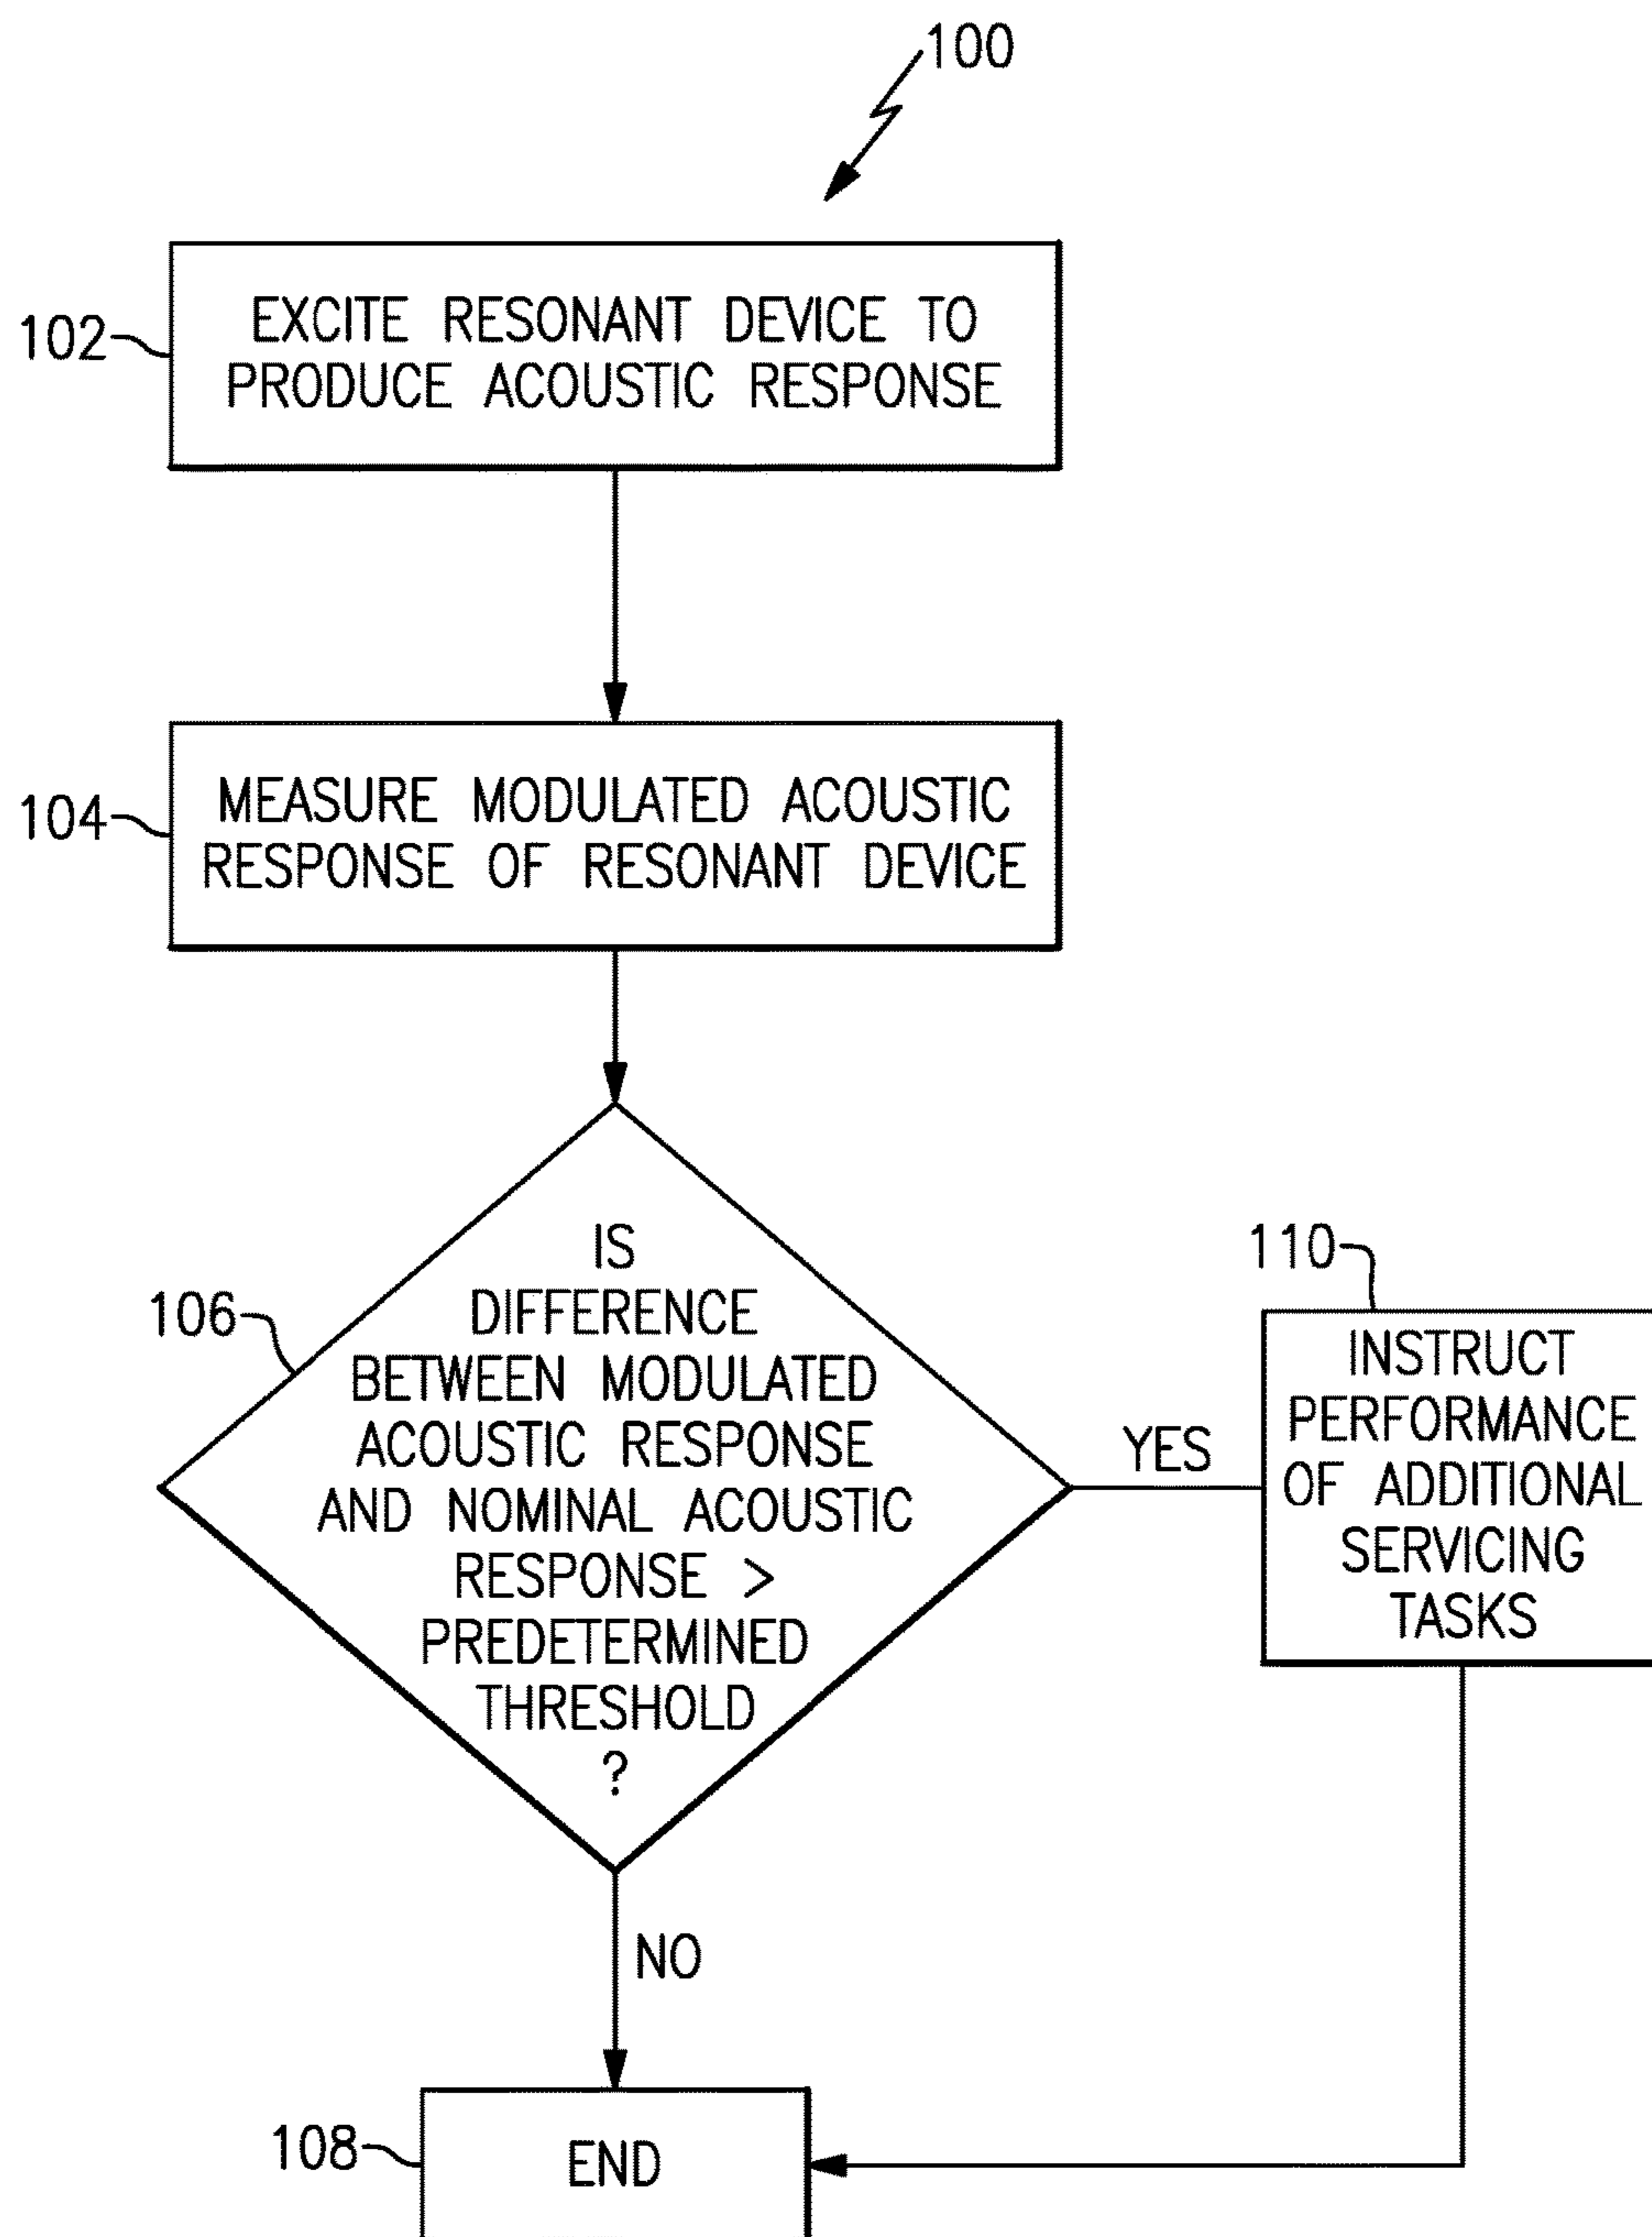 100
102
EXCITE RESONANT DEVICE TO
PRODUCE ACOUSTIC RESPONSE
104
MEASURE MODULATED ACOUSTIC
RESPONSE OF RESONANT DEVICE
106
IS
DIFFERENCE
BETWEEN MODULATED
ACOUSTIC RESPONSE
AND NOMINAL ACOUSTIC
RESPONSE >
PREDETERMINED
THRESHOLD
?
YES
110
INSTRUCT
PERFORMANCE
OF ADDITIONAL
SERVICING
TASKS
NO
108
END